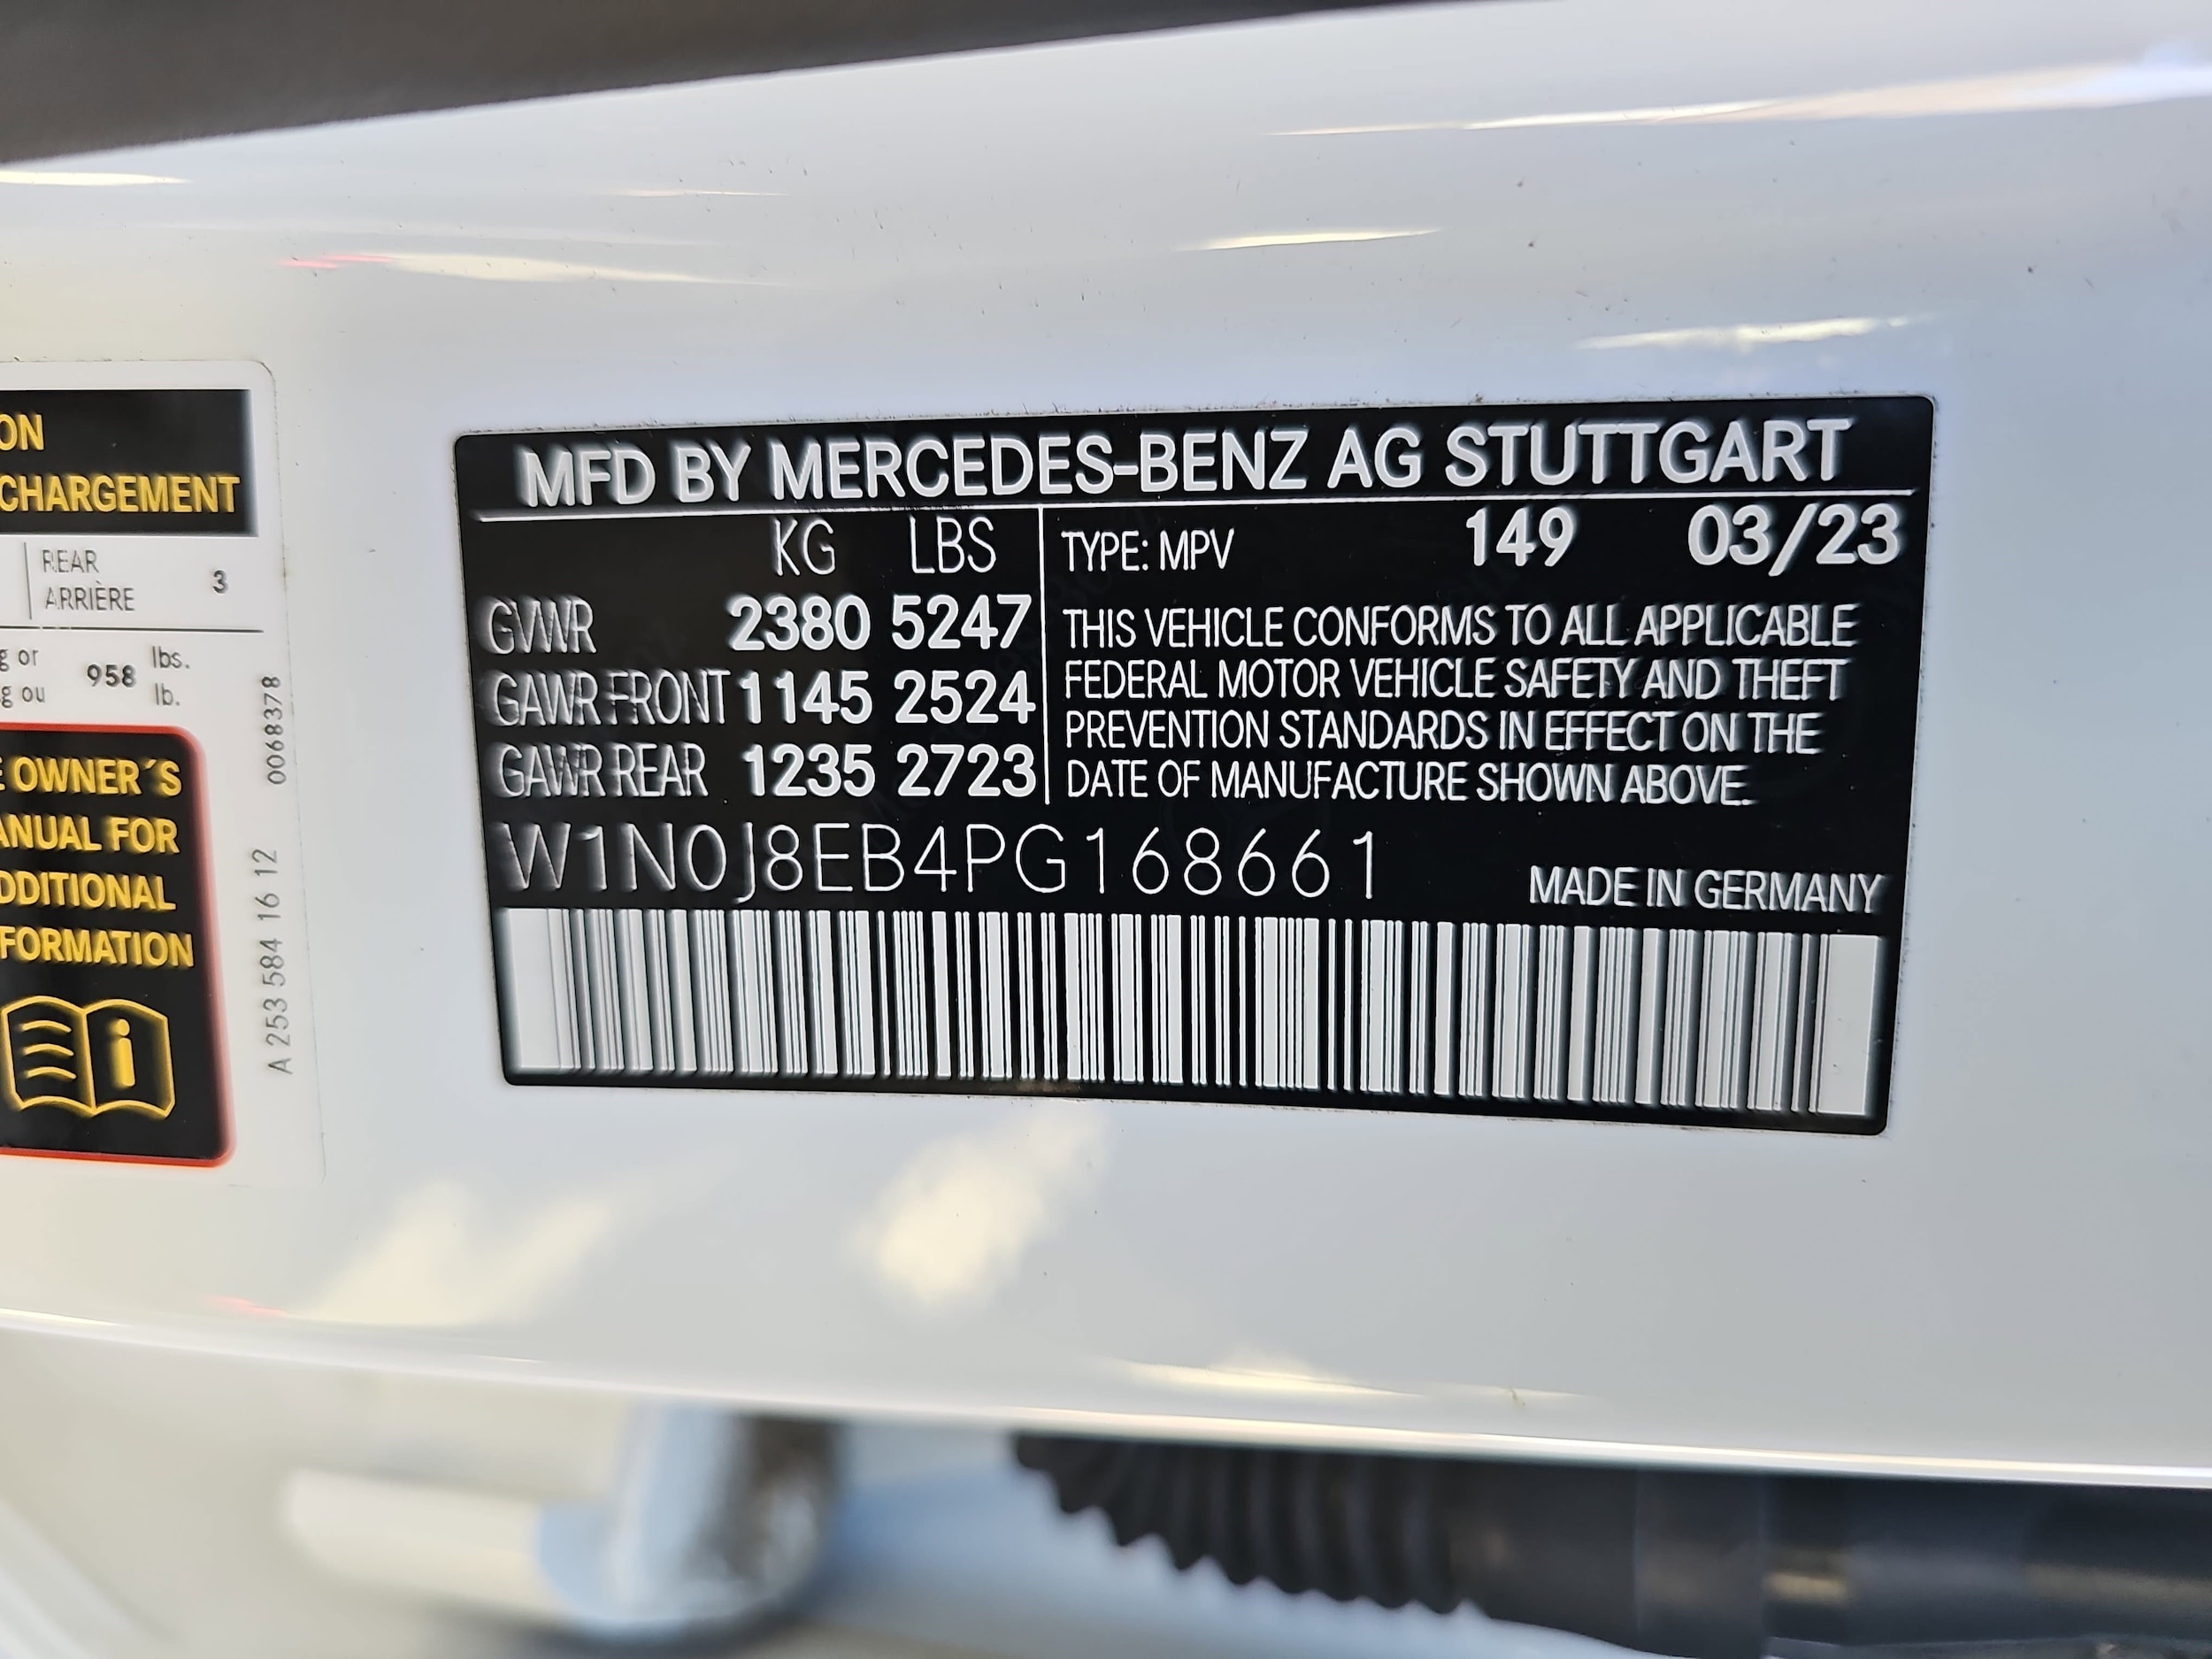 ON
CHARGEMENT
REAR
ARRIÈRE
3
g or
g ou
958
lbs.
lb.
OWNER´S
ANUAL FOR
DDITIONAL
FORMATION
i
A 253 584 16 12 0068378
MFD BY MERCEDES-BENZ AG STUTTGART
KG LBS
GVWR 2380 5247
GAWR FRONT 1145 2524
GAWR REAR 1235 2723
TYPE: MPV 149 03/23
THIS VEHICLE CONFORMS TO ALL APPLICABLE
FEDERAL MOTOR VEHICLE SAFETY AND THEFT
PREVENTION STANDARDS IN EFFECT ON THE
DATE OF MANUFACTURE SHOWN ABOVE.
W1N0J8EB4PG168661
MADE IN GERMANY